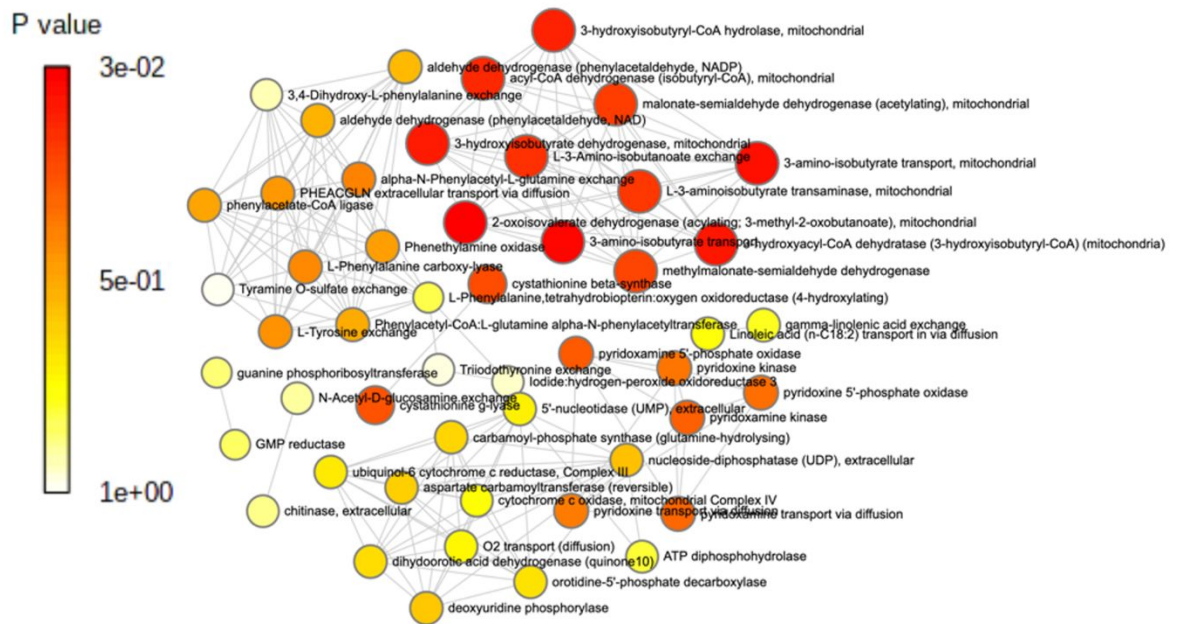 P value
3e-02
5e-01
1e+00
3-hydroxyisobutyryl-CoA hydrolase, mitochondrial
aldehyde dehydrogenase (phenylacetaldehyde, NADP)
acyl-CoA dehydrogenase (isobutyryl-CoA), mitochondrial
3,4-Dihydroxy-L-phenylalanine exchange
malonate-semialdehyde dehydrogenase (acetylating), mitochondrial
aldehyde dehydrogenase (phenylacetaldehyde, NAD)
3-hydroxyisobutyrate dehydrogenase, mitochondrial
L-3-Amino-isobutanoate exchange
3-amino-isobutyrate transport, mitochondrial
alpha-N-Phenylacetyl-L-glutamine exchange
PHEACGLN extracellular transport via diffusion
L-3-aminoisobutyrate transaminase, mitochondrial
phenylacetate-CoA ligase
2-oxoisovalerate dehydrogenase (acylating; 3-methyl-2-oxobutanoate), mitochondrial
Phenethylamine oxidase
3-amino-isobutyrate transport
3-hydroxyacyl-CoA dehydratase (3-hydroxyisobutyryl-CoA) (mitochondria)
L-Phenylalanine carboxy-lyase
methylmalonate-semialdehyde dehydrogenase
cystathionine beta-synthase
Tyramine O-sulfate exchange
L-Phenylalanine,tetrahydrobiopterin:oxygen oxidoreductase (4-hydroxylating)
Phenylacetyl-CoA:L-glutamine alpha-N-phenylacetyltransferase
gamma-linolenic acid exchange
L-Tyrosine exchange
Linoleic acid (n-C18:2) transport in via diffusion
pyridoxamine 5'-phosphate oxidase
guanine phosphoribosyltransferase
Triiodothyronine exchange
pyridoxine kinase
Iodide:hydrogen-peroxide oxidoreductase 3
pyridoxine 5'-phosphate oxidase
N-Acetyl-D-glucosamine exchange
cystathionine g-lyase
5'-nucleotidase (UMP), extracellular
pyridoxamine kinase
GMP reductase
carbamoyl-phosphate synthase (glutamine-hydrolysing)
nucleoside-diphosphatase (UDP), extracellular
ubiquinol-6 cytochrome c reductase, Complex III
aspartate carbamoyltransferase (reversible)
cytochrome c oxidase, mitochondrial Complex IV
chitinase, extracellular
pyridoxine transport via diffusion
pyridoxamine transport via diffusion
O2 transport (diffusion)
ATP diphosphohydrolase
dihydoorotic acid dehydrogenase (quinone10)
orotidine-5'-phosphate decarboxylase
deoxyuridine phosphorylase